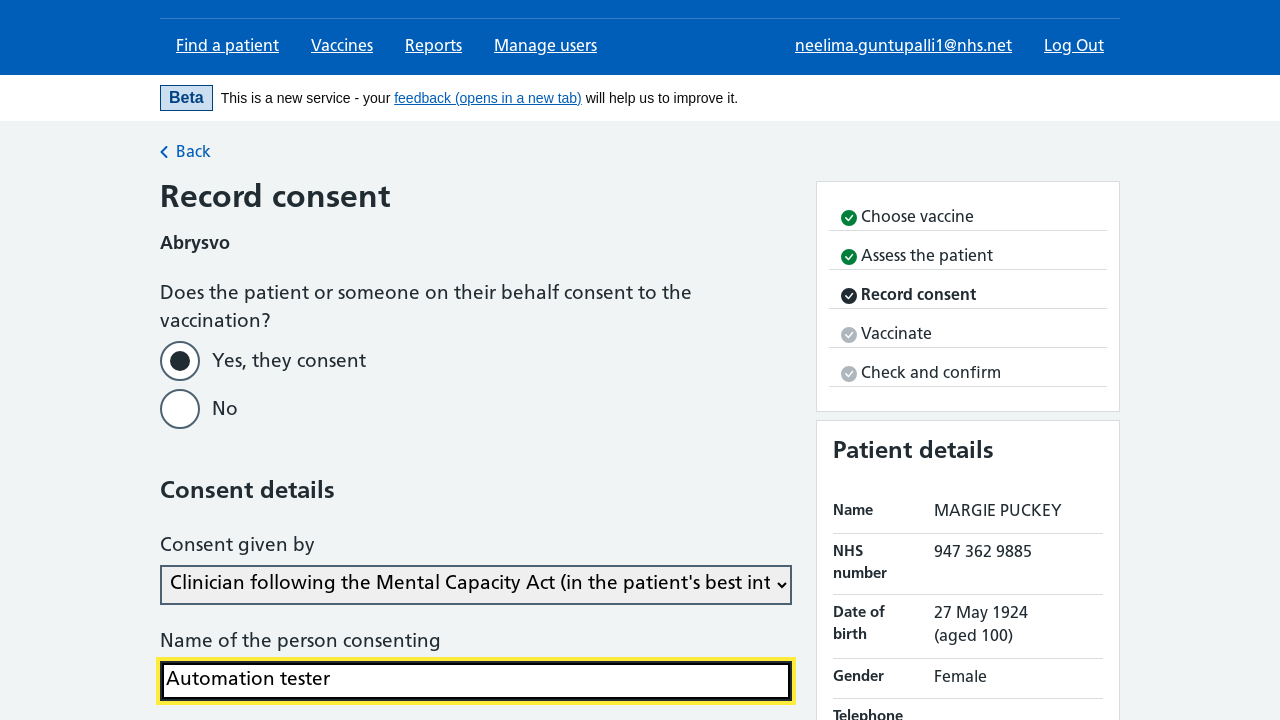 Find a patient Vaccines Reports Manage users neelima.guntupalli1@nhs.net Log Out
Beta This is a new service - your feedback (opens in a new tab) will help us to improve it.
Back
Record consent
Abrysvo
Does the patient or someone on their behalf consent to the
vaccination?
Yes, they consent
No
Consent details
Consent given by
Clinician following the Mental Capacity Act (in the patient's best int
Name of the person consenting
Automation tester
Choose vaccine
Assess the patient
Record consent
Vaccinate
Check and confirm
Patient details
Name MARGIE PUCKEY
NHS 947 362 9885
number
Date of 27 May 1924
birth (aged 100)
Gender Female
Telephone